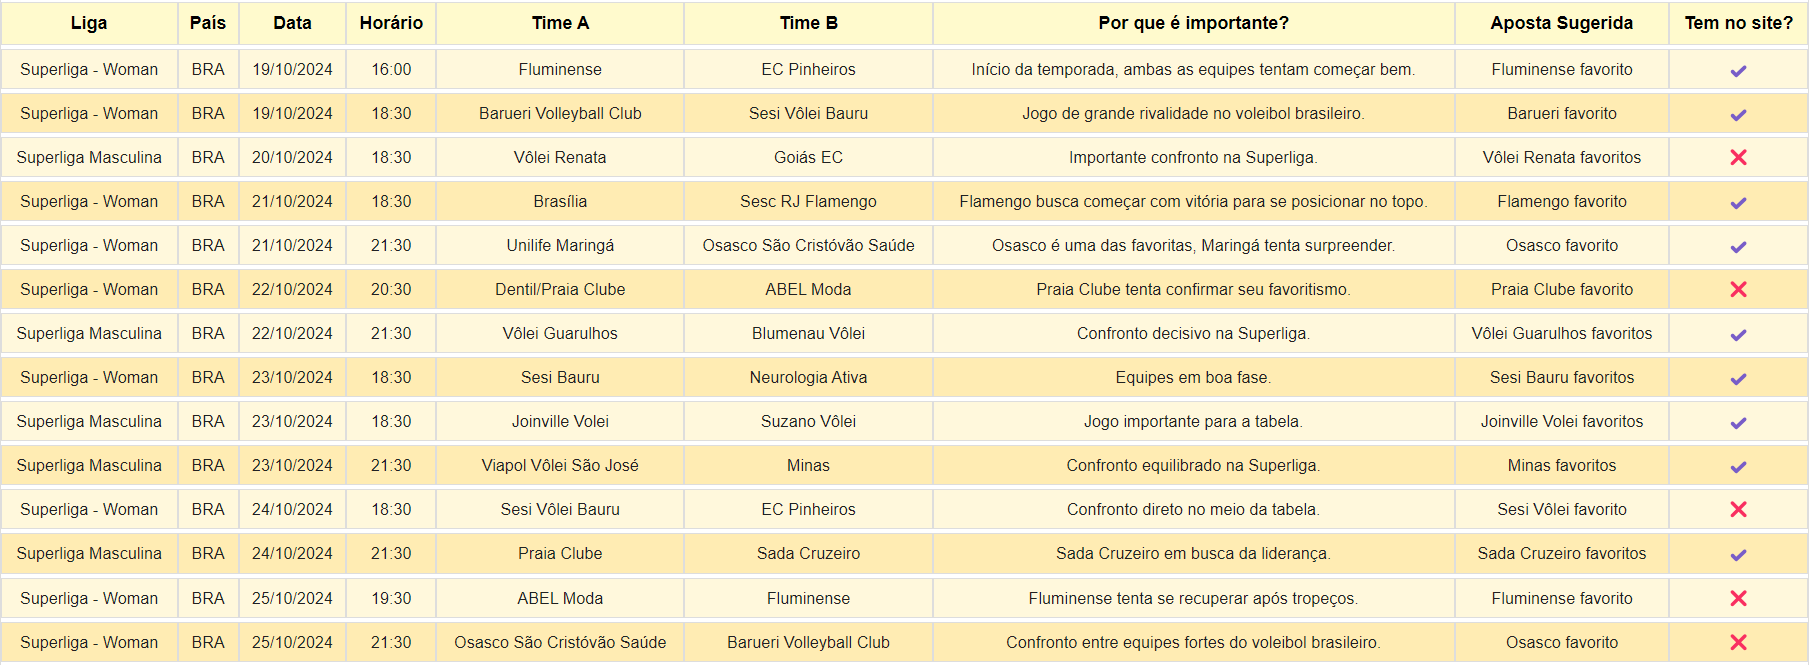 Liga País Data Horário Time A Time B Por que é importante? Aposta Sugerida Tem no site?
Superliga - Woman BRA 19/10/2024 16:00 Fluminense EC Pinheiros Início da temporada, ambas as equipes tentam começar bem. Fluminense favorito ✔
Superliga - Woman BRA 19/10/2024 18:30 Barueri Volleyball Club Sesi Vôlei Bauru Jogo de grande rivalidade no voleibol brasileiro. Barueri favorito ✔
Superliga Masculina BRA 20/10/2024 18:30 Vôlei Renata Goiás EC Importante confronto na Superliga. Vôlei Renata favoritos ❌
Superliga - Woman BRA 21/10/2024 18:30 Brasília Sesc RJ Flamengo Flamengo busca começar com vitória para se posicionar no topo. Flamengo favorito ✔
Superliga - Woman BRA 21/10/2024 21:30 Unilife Maringá Osasco São Cristóvão Saúde Osasco é uma das favoritas, Maringá tenta surpreender. Osasco favorito ✔
Superliga - Woman BRA 22/10/2024 20:30 Dentil/Praia Clube ABEL Moda Praia Clube tenta confirmar seu favoritismo. Praia Clube favorito ❌
Superliga Masculina BRA 22/10/2024 21:30 Vôlei Guarulhos Blumenau Vôlei Confronto decisivo na Superliga. Vôlei Guarulhos favoritos ✔
Superliga - Woman BRA 23/10/2024 18:30 Sesi Bauru Neurologia Ativa Equipes em boa fase. Sesi Bauru favoritos ✔
Superliga Masculina BRA 23/10/2024 18:30 Joinville Volei Suzano Vôlei Jogo importante para a tabela. Joinville Volei favoritos ✔
Superliga Masculina BRA 23/10/2024 21:30 Viapol Vôlei São José Minas Confronto equilibrado na Superliga. Minas favoritos ✔
Superliga - Woman BRA 24/10/2024 18:30 Sesi Vôlei Bauru EC Pinheiros Confronto direto no meio da tabela. Sesi Vôlei favorito ❌
Superliga Masculina BRA 24/10/2024 21:30 Praia Clube Sada Cruzeiro Sada Cruzeiro em busca da liderança. Sada Cruzeiro favoritos ✔
Superliga - Woman BRA 25/10/2024 19:30 ABEL Moda Fluminense Fluminense tenta se recuperar após tropeços. Fluminense favorito ❌
Superliga - Woman BRA 25/10/2024 21:30 Osasco São Cristóvão Saúde Barueri Volleyball Club Confronto entre equipes fortes do voleibol brasileiro. Osasco favorito ❌